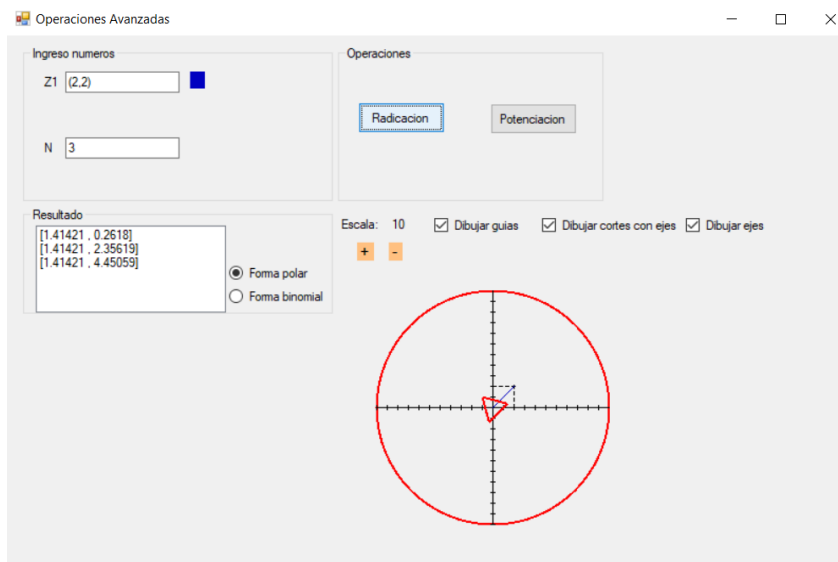 Operaciones Avanzadas
Ingreso numeros
Z1 (2,2)
N 3
Operaciones
Radicacion Potenciacion
Resultado
[1.41421 , 0.2618]
[1.41421 , 2.35619]
[1.41421 , 4.45059]
Forma polar
Forma binomial
Escala: 10 Dibujar guias Dibujar cortes con ejes Dibujar ejes
+ -